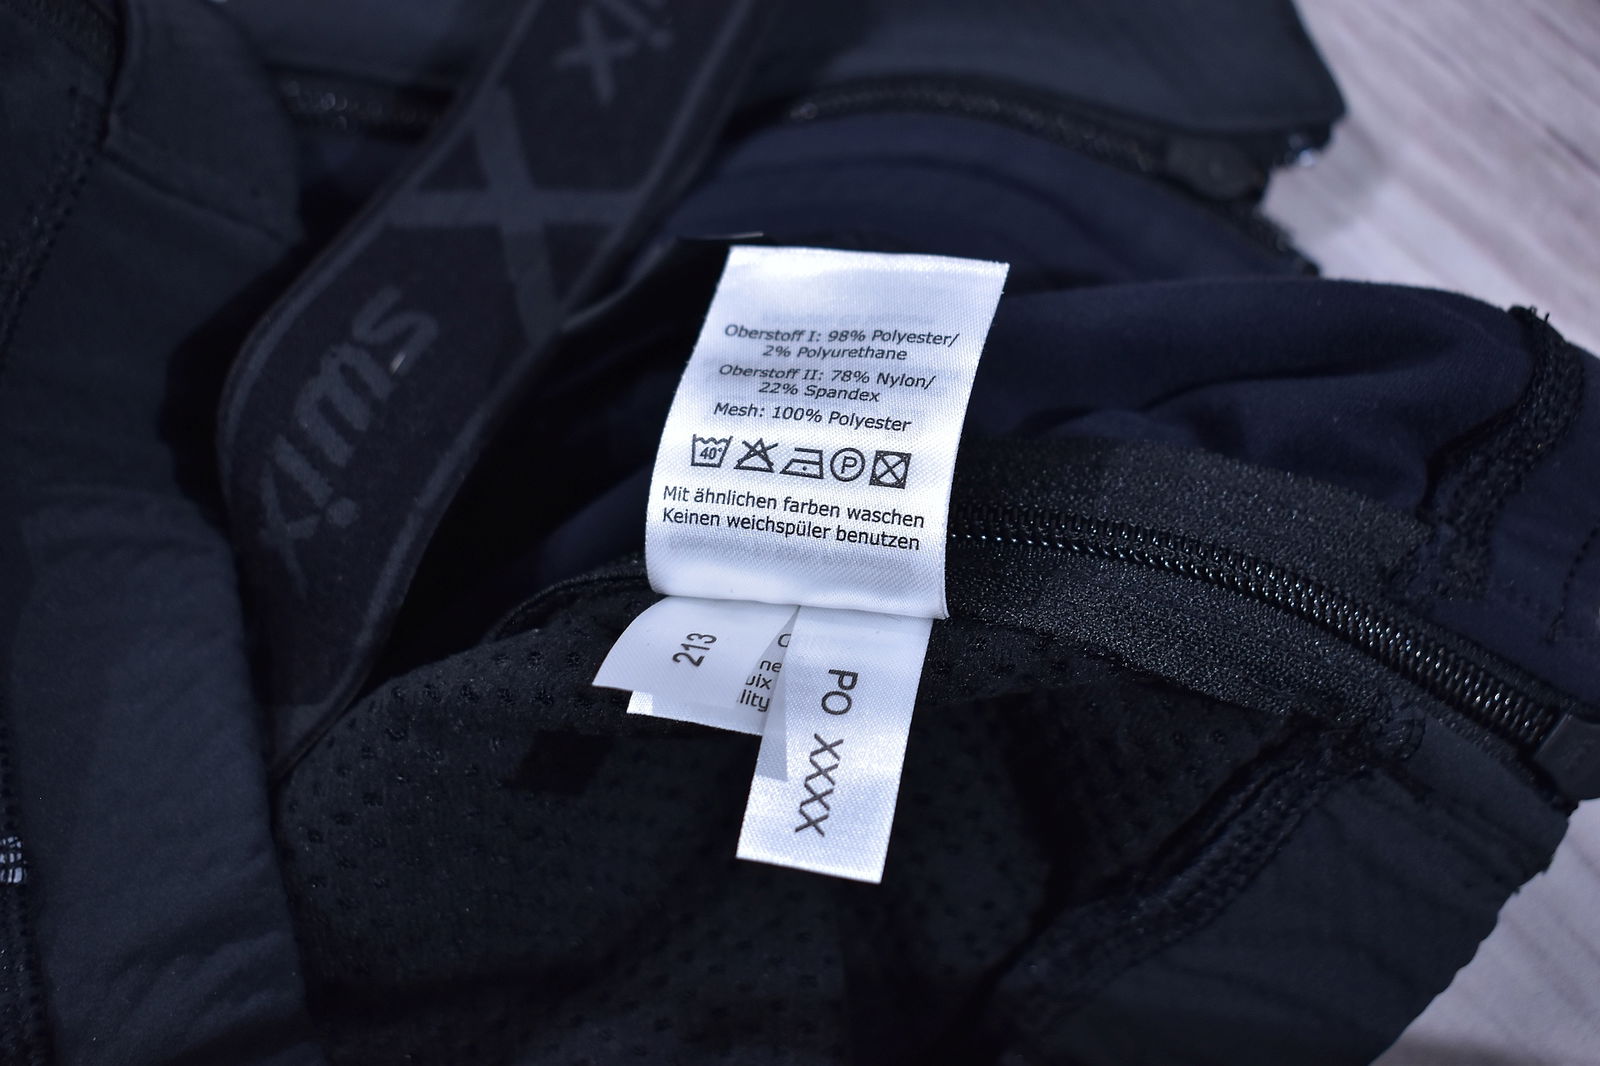 swix
swix
Oberstoff I: 98% Polyester/
2% Polyurethane
Oberstoff II: 78% Nylon/
22% Spandex
Mesh: 100% Polyester
40°
P
Mit ähnlichen farben waschen
Keinen weichspüler benutzen
213
PO XXXX